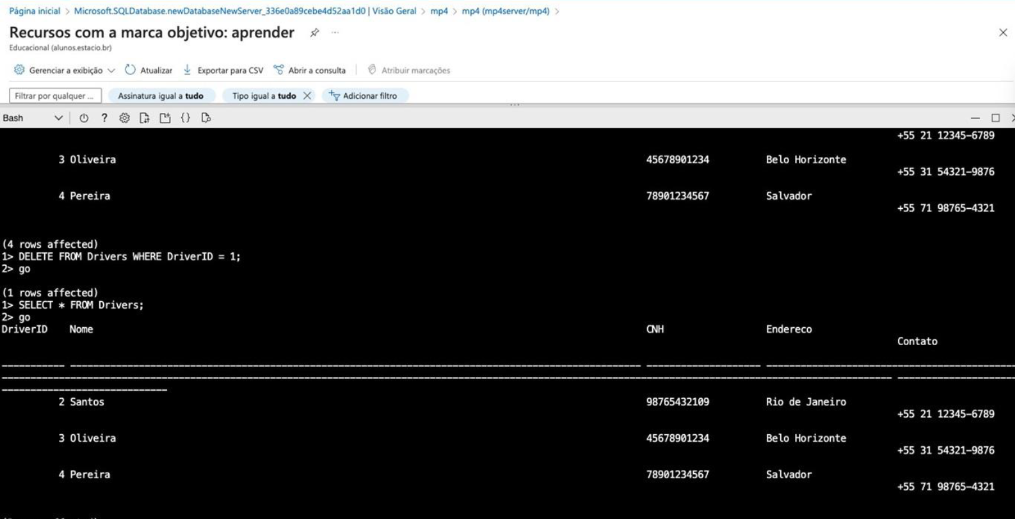 Página inicial > Microsoft.SQLDatabase.newDatabaseNewServer_336e0a89cebe4d52aa1d0 | Visão Geral > mp4 > mp4 (mp4server/mp4) >
Recursos com a marca objetivo: aprender
Educacional (alunos.estacio.br)
Gerenciar a exibição Atualizar Exportar para CSV Abrir a consulta Atribuir marcações
Filtrar por qualquer ... Assinatura igual a tudo Tipo igual a tudo Adicionar filtro
Bash
+55 21 12345-6789
3 Oliveira 45678901234 Belo Horizonte
+55 31 54321-9876
4 Pereira 78901234567 Salvador
+55 71 98765-4321
(4 rows affected)
1> DELETE FROM Drivers WHERE DriverID = 1;
2> go
(1 rows affected)
1> SELECT * FROM Drivers;
2> go
DriverID Nome CNH Endereco
Contato
2 Santos 98765432109 Rio de Janeiro
+55 21 12345-6789
3 Oliveira 45678901234 Belo Horizonte
+55 31 54321-9876
4 Pereira 78901234567 Salvador
+55 71 98765-4321